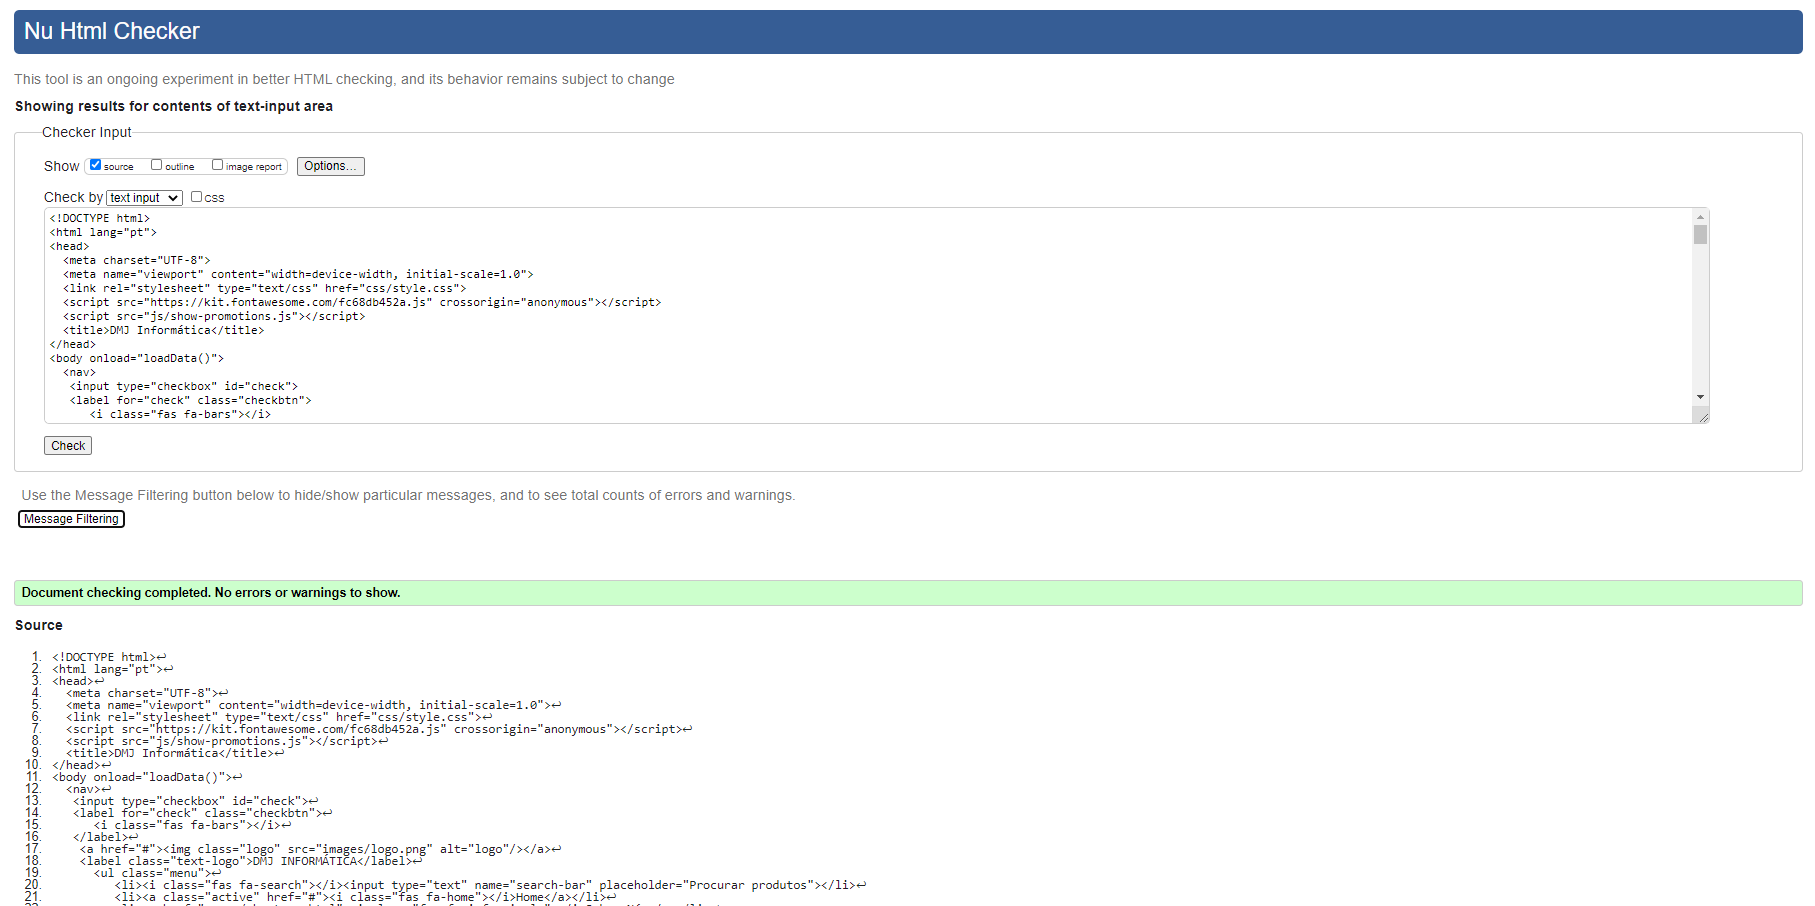 Nu Html Checker
This tool is an ongoing experiment in better HTML checking, and its behavior remains subject to change
Showing results for contents of text-input area
Checker Input
Show source outline image report Options...
Check by text input css
<!DOCTYPE html>
<html lang="pt">
<head>
<meta charset="UTF-8">
<meta name="viewport" content="width=device-width, initial-scale=1.0">
<link rel="stylesheet" type="text/css" href="css/style.css">
<script src="https://kit.fontawesome.com/fc68db452a.js" crossorigin="anonymous"></script>
<script src="js/show-promotions.js"></script>
<title>DMJ Informática</title>
</head>
<body onload="loadData()">
<nav>
<input type="checkbox" id="check">
<label for="check" class="checkbtn">
<i class="fas fa-bars"></i>
Check
Use the Message Filtering button below to hide/show particular messages, and to see total counts of errors and warnings.
Message Filtering
Document checking completed. No errors or warnings to show.
Source
1. <!DOCTYPE html>↩
2. <html lang="pt">↩
3. <head>↩
4. <meta charset="UTF-8">↩
5. <meta name="viewport" content="width=device-width, initial-scale=1.0">↩
6. <link rel="stylesheet" type="text/css" href="css/style.css">↩
7. <script src="https://kit.fontawesome.com/fc68db452a.js" crossorigin="anonymous"></script>↩
8. <script src="js/show-promotions.js"></script>↩
9. <title>DMJ Informática</title>↩
10. </head>↩
11. <body onload="loadData()">↩
12. <nav>↩
13. <input type="checkbox" id="check">↩
14. <label for="check" class="checkbtn">↩
15. <i class="fas fa-bars"></i>↩
16. </label>↩
17. <a href="#"><img class="logo" src="images/logo.png" alt="logo"/></a>↩
18. <label class="text-logo">DMJ INFORMÁTICA</label>↩
19. <ul class="menu">↩
20. <li><i class="fas fa-search"></i><input type="text" name="search-bar" placeholder="Procurar produtos"></li>↩
21. <li><a class="active" href="#"><i class="fas fa-home"></i>Home</a></li>↩